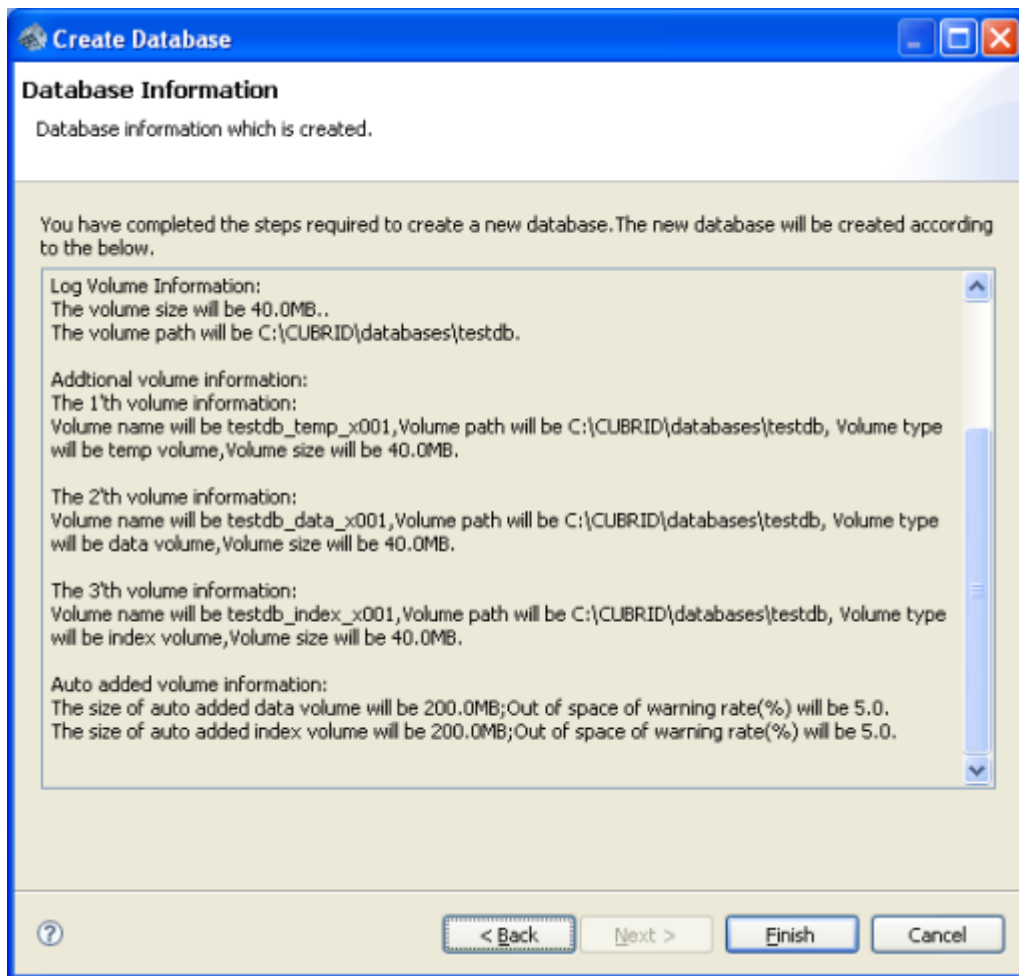 Create Database
Database Information
Database information which is created.
You have completed the steps required to create a new database.The new database will be created according
to the below.
Log Volume Information:
The volume size will be 40.0MB..
The volume path will be C:\CUBRID\databases\testdb.
Addtional volume information:
The 1'th volume information:
Volume name will be testdb_temp_x001,Volume path will be C:\CUBRID\databases\testdb, Volume type
will be temp volume,Volume size will be 40.0MB.
The 2'th volume information:
Volume name will be testdb_data_x001,Volume path will be C:\CUBRID\databases\testdb, Volume type
will be data volume,Volume size will be 40.0MB.
The 3'th volume information:
Volume name will be testdb_index_x001,Volume path will be C:\CUBRID\databases\testdb, Volume type
will be index volume,Volume size will be 40.0MB.
Auto added volume information:
The size of auto added data volume will be 200.0MB;Out of space of warning rate(%) will be 5.0.
The size of auto added index volume will be 200.0MB;Out of space of warning rate(%) will be 5.0.
? < Back Next > Finish Cancel